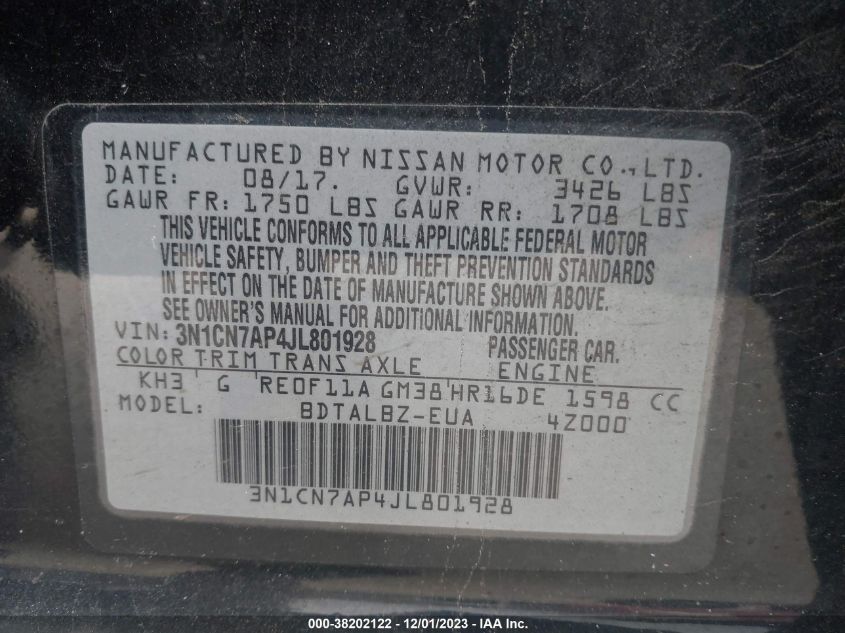 MANUFACTURED BY NISSAN MOTOR CO., LTD.
DATE: 08/17. GVWR: 3426 LBS
GAWR FR: 1750 LBS GAWR RR: 1708 LBS
THIS VEHICLE CONFORMS TO ALL APPLICABLE FEDERAL MOTOR
VEHICLE SAFETY, BUMPER AND THEFT PREVENTION STANDARDS
IN EFFECT ON THE DATE OF MANUFACTURE SHOWN ABOVE.
SEE OWNER'S MANUAL FOR ADDITIONAL INFORMATION.
VIN: 3N1CN7AP4JL801928 PASSENGER CAR.
COLOR TRIM TRANS AXLE ENGINE
KH3 G RE0F11A GM38 HR16DE 1598 CC
MODEL: BDTALBZ-EUA 4Z000
3N1CN7AP4JL801928
000-38202122 - 12/01/2023 - IAA Inc.